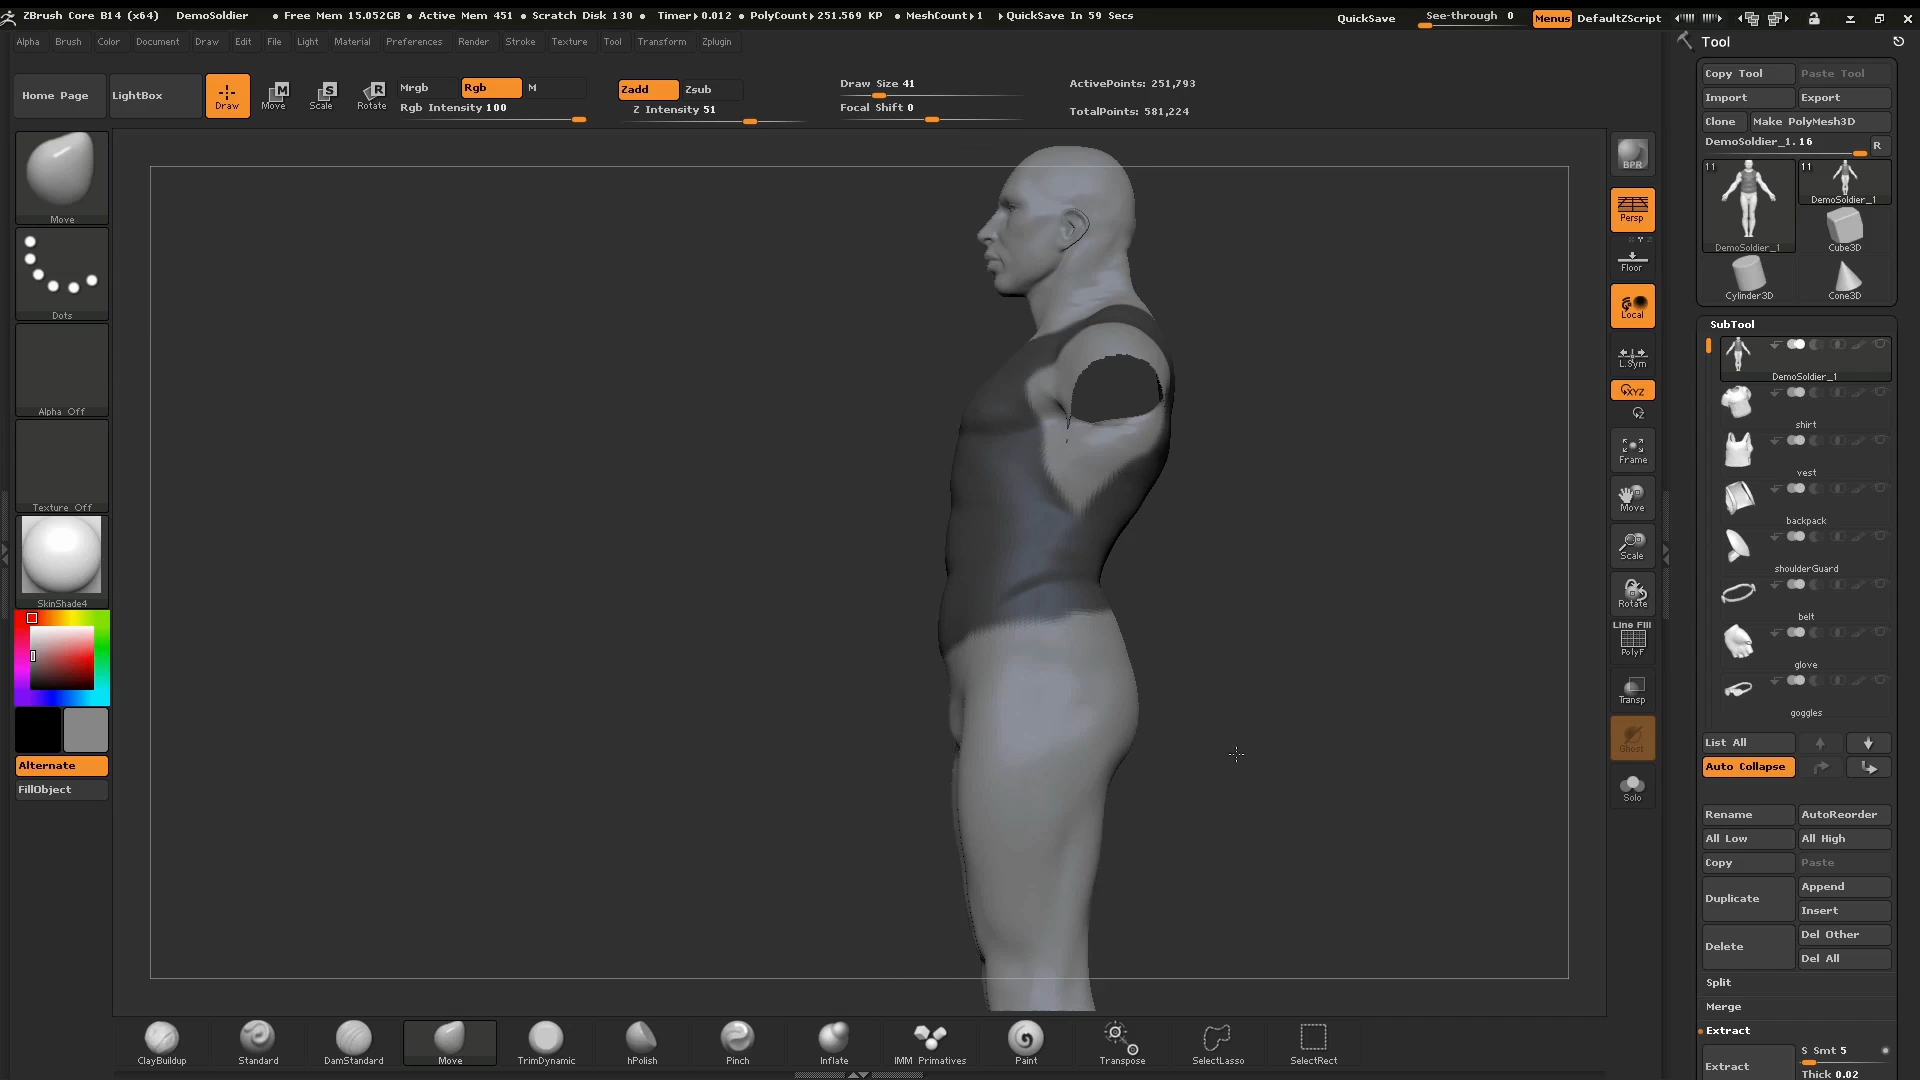 ZBrush Core B14 (x64) DemoSoldier • Free Mem 15.052GB • Active Mem 451 • Scratch Disk 130 • Timer▸0.012 • PolyCount▸251.569 KP • MeshCount▸1 ▸QuickSave In 59 Secs QuickSave See-through 0 Menus DefaultZScript
Alpha Brush Color Document Draw Edit File Light Material Preferences Render Stroke Texture Tool Transform Zplugin
Tool
Home Page LightBox Draw Move Scale Rotate
M S R
Mrgb Rgb M
Rgb Intensity 100
Zadd Zsub
Z Intensity 51
Draw Size 41
Focal Shift 0
ActivePoints: 251,793
TotalPoints: 581,224
Move
Dots
Alpha Off
Texture Off
SkinShade4
Alternate
FillObject
BPR
Persp
Floor
Local
L.Sym
XYZ
Z
Frame
Move
Scale
Rotate
Line Fill
PolyF
Transp
Ghost
Solo
Copy Tool Paste Tool
Import Export
Clone Make PolyMesh3D
DemoSoldier_1. 16 R
11 11
DemoSoldier_1
DemoSoldier_1 Cube3D
Cylinder3D Cone3D
SubTool
DemoSoldier_1
shirt
vest
backpack
shoulderGuard
belt
glove
goggles
List All
Auto Collapse
Rename AutoReorder
All Low All High
Copy Paste
Duplicate Append
Insert
Delete Del Other
Del All
Split
Merge
Extract
Extract S Smt 5
Thick 0.02
ClayBuildup Standard DamStandard Move TrimDynamic hPolish Pinch Inflate IMM Primitives Paint Transpose SelectLasso SelectRect